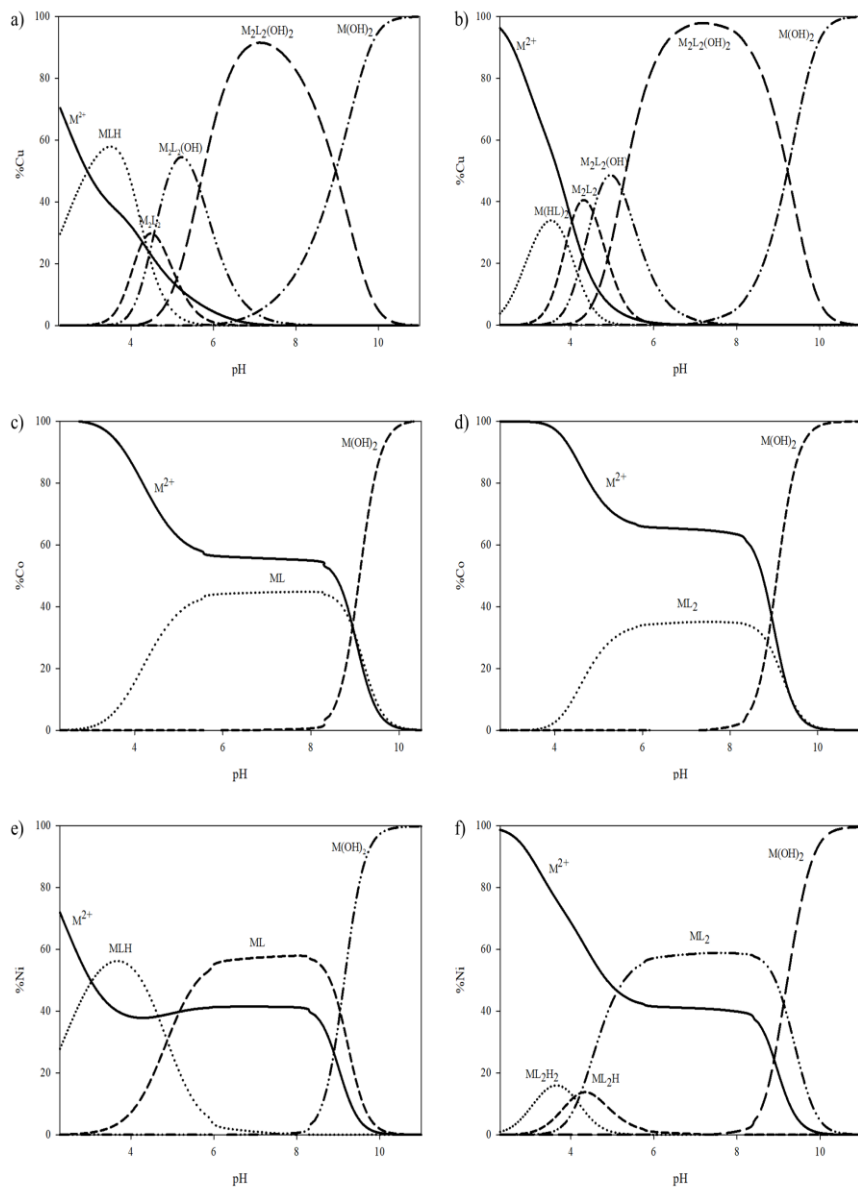 a)
M₂L₂(OH)₂
M(OH)₂
M²⁺
MLH
M₂L₂(OH)
M₂L₂
100
80
60
40
20
0
%Cu
4
6
8
10
pH
b)
M²⁺
M₂L₂(OH)₂
M(OH)₂
M₂L₂(OH)
M₂L₂
M(HL)₂
100
80
60
40
20
0
%Cu
4
6
8
10
pH
c)
M(OH)₂
M²⁺
ML
100
80
60
40
20
0
%Co
4
6
8
10
pH
d)
M(OH)₂
M²⁺
ML₂
100
80
60
40
20
0
%Co
4
6
8
10
pH
e)
M(OH)₂
M²⁺
MLH
ML
100
80
60
40
20
0
%Ni
4
6
8
10
pH
f)
M²⁺
M(OH)₂
ML₂
ML₂H₂
ML₂H
100
80
60
40
20
0
%Ni
4
6
8
10
pH